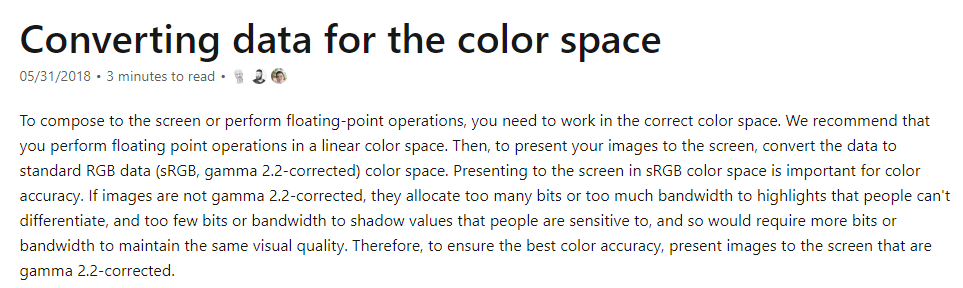 Converting data for the color space
05/31/2018 • 3 minutes to read •
To compose to the screen or perform floating-point operations, you need to work in the correct color space. We recommend that
you perform floating point operations in a linear color space. Then, to present your images to the screen, convert the data to
standard RGB data (sRGB, gamma 2.2-corrected) color space. Presenting to the screen in sRGB color space is important for color
accuracy. If images are not gamma 2.2-corrected, they allocate too many bits or too much bandwidth to highlights that people can't
differentiate, and too few bits or bandwidth to shadow values that people are sensitive to, and so would require more bits or
bandwidth to maintain the same visual quality. Therefore, to ensure the best color accuracy, present images to the screen that are
gamma 2.2-corrected.